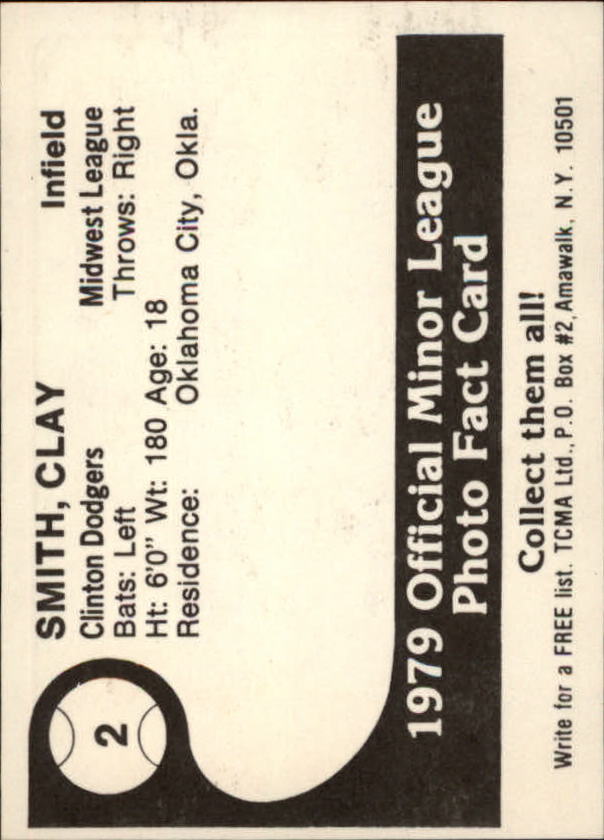 2
SMITH, CLAY Infield
Clinton Dodgers Midwest League
Bats: Left Throws: Right
Ht: 6'0" Wt: 180 Age: 18
Residence: Oklahoma City, Okla.
1979 Official Minor League
Photo Fact Card
Collect them all!
Write for a FREE list. TCMA Ltd., P.O. Box #2, Amawalk, N.Y. 10501